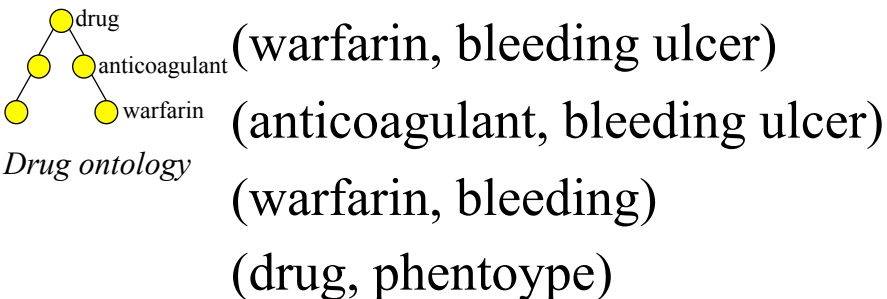 drug
anticoagulant
warfarin
Drug ontology
(warfarin, bleeding ulcer)
(anticoagulant, bleeding ulcer)
(warfarin, bleeding)
(drug, phentoype)